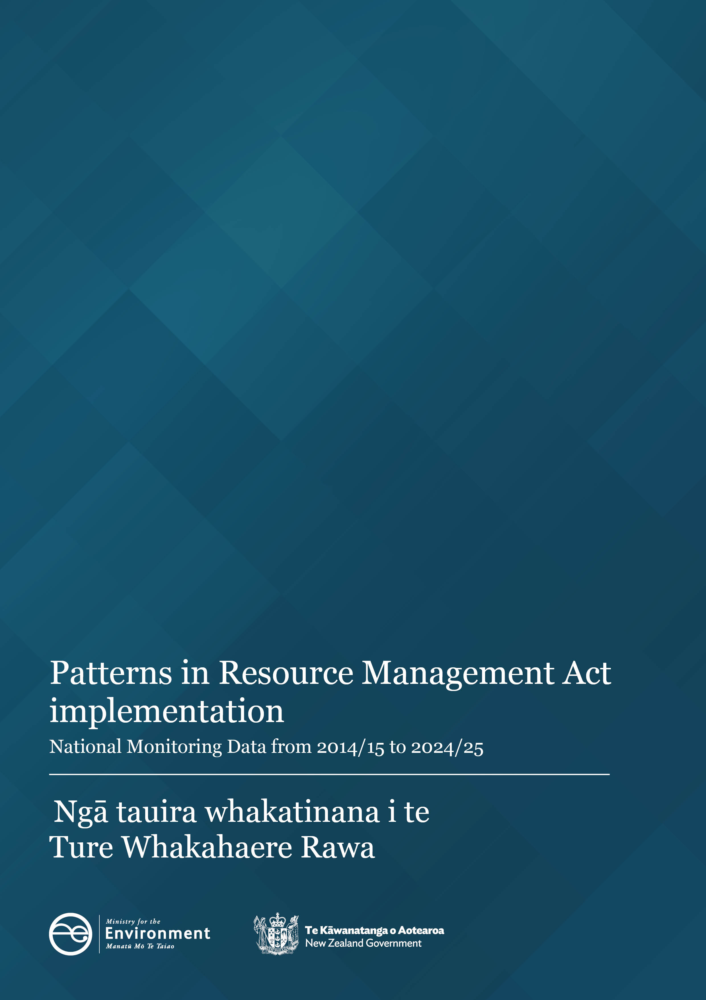 Patterns in Resource Management Act
implementation
National Monitoring Data from 2014/15 to 2024/25
Ngā tauira whakatinana i te
Ture Whakahaere Rawa
Ministry for the
Environment
Manatū Mō Te Taiao
Te Kāwanatanga o Aotearoa
New Zealand Government